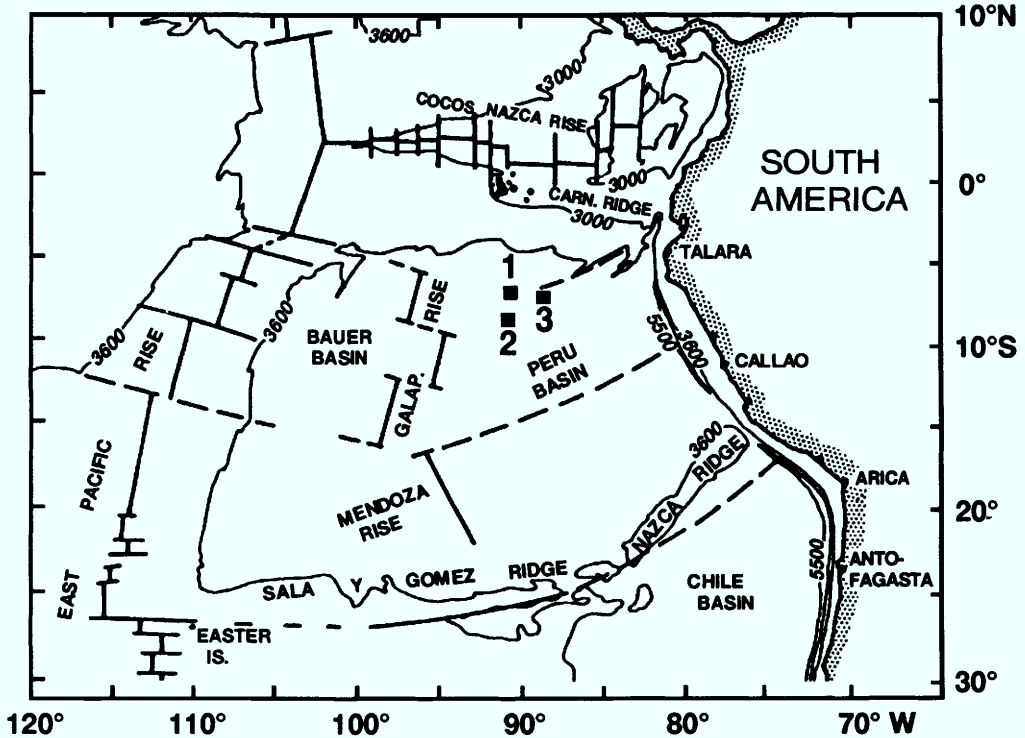 10°N
3600
3000
COCOS NAZCA RISE
SOUTH
AMERICA
3000
0°
CARN. RIDGE
3000
TALARA
1
RISE
3
2
3600
3600
RISE
BAUER
BASIN
5500
3600
10°S
PERU
BASIN
CALLAO
GALAP.
3600
NAZCA RIDGE
PACIFIC
ARICA
MENDOZA
RISE
20°
5500
ANTO-
FAGASTA
EAST
SALA Y GOMEZ RIDGE
CHILE
BASIN
EASTER
IS.
30°
120° 110° 100° 90° 80° 70° W